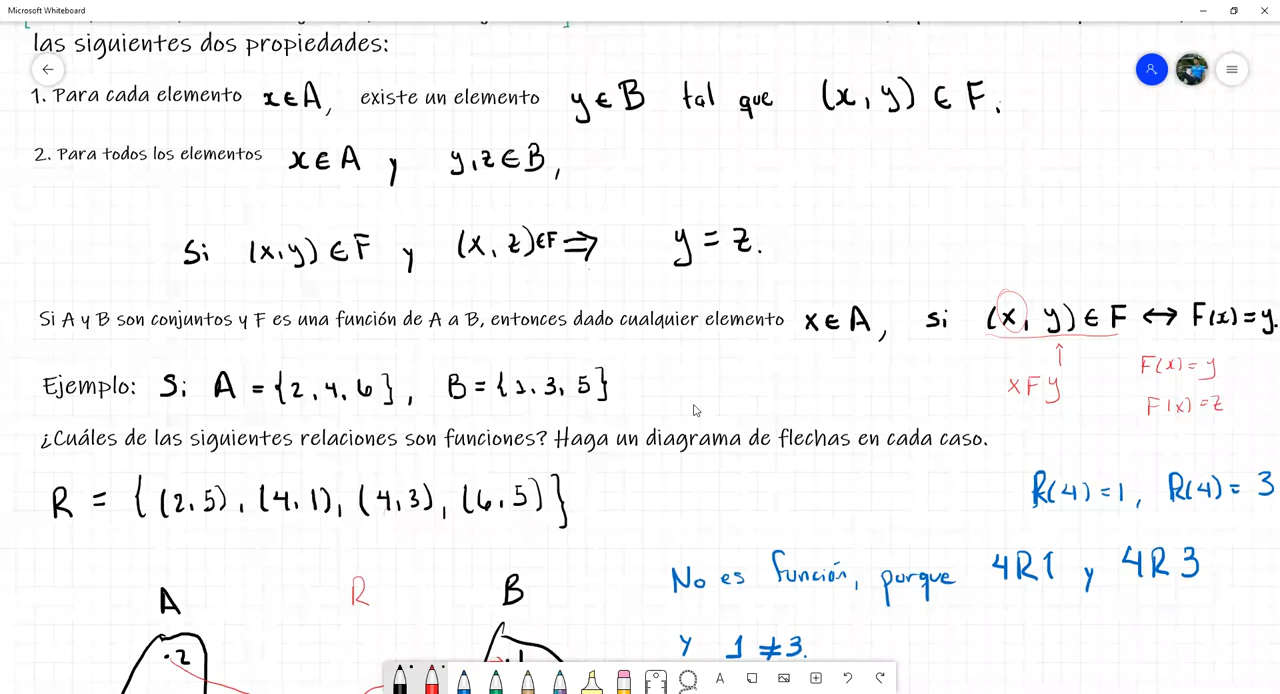 Microsoft Whiteboard
las siguientes dos propiedades:
1. Para cada elemento x∈A, existe un elemento y∈B tal que (x, y) ∈ F.
2. Para todos los elementos x∈A y y,z∈B,
Si (x,y)∈F y (x, z)∈F ⇒ y = z.
Si A y B son conjuntos y F es una función de A a B, entonces dado cualquier elemento x∈A, si (x, y)∈F ↔ F(x)=y.
F(x)=y
xFy
F(x)=z
Ejemplo: Si A = {2, 4, 6}, B = {1, 3, 5}
¿Cuáles de las siguientes relaciones son funciones? Haga un diagrama de flechas en cada caso.
R = {(2,5), (4,1), (4,3), (6,5)}
R(4)=1, R(4)=3
No es función, porque 4R1 y 4R3
y 1≠3.
A R B
·2
·1